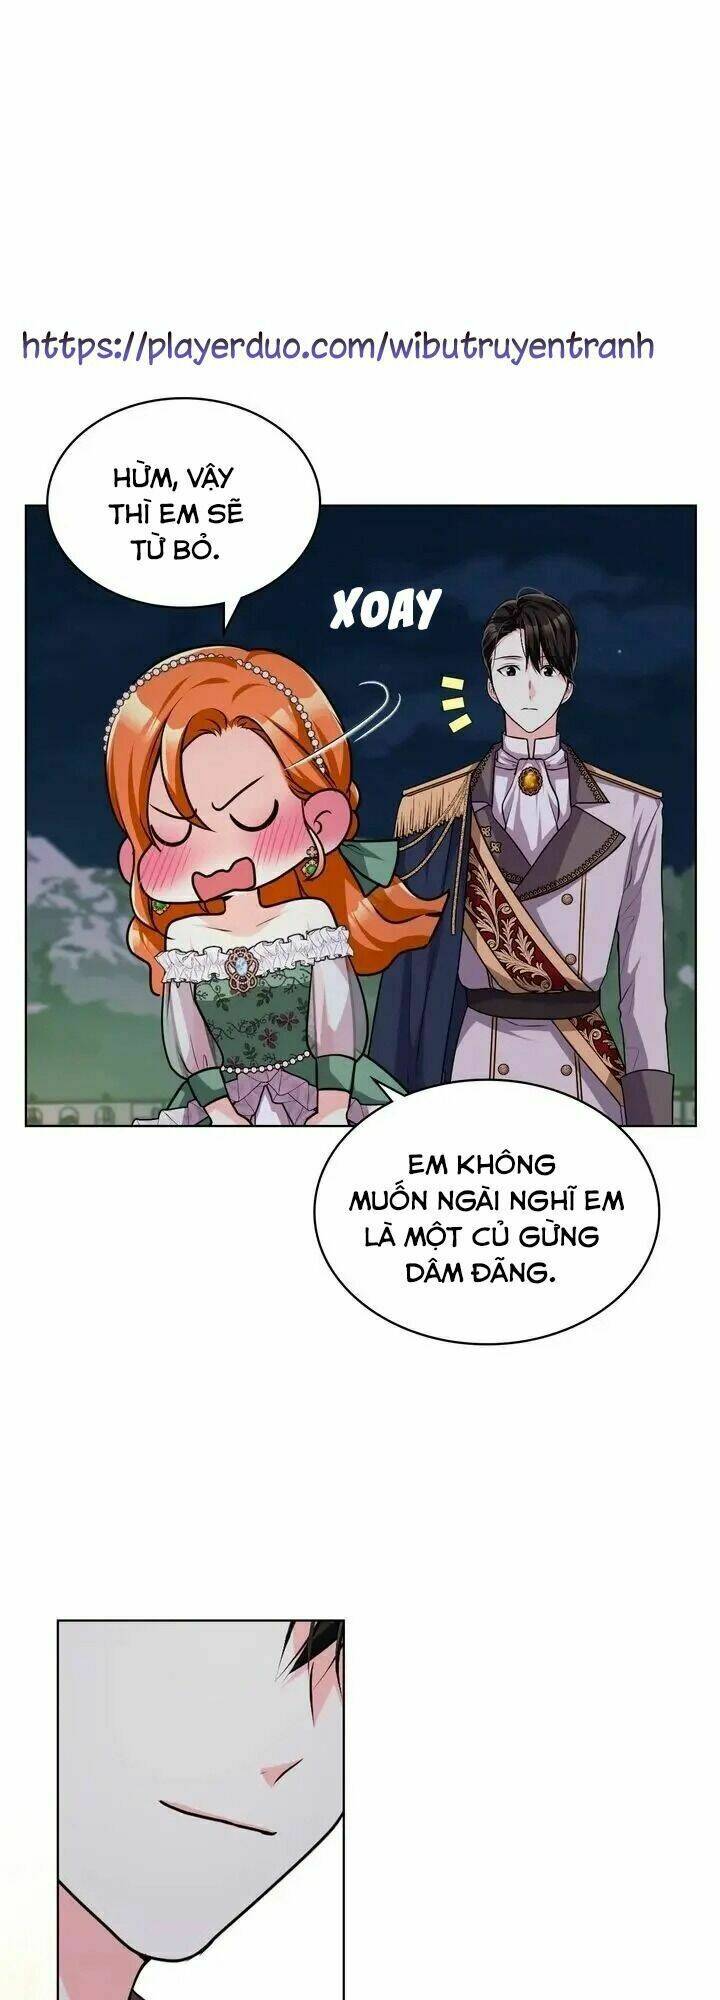 https://playerduo.com/wibutruyentranh
HỪM, VẬY
THÌ EM SẼ
TỪ BỎ.
XOAY
EM KHÔNG
MUỐN NGÀI NGHĨ EM
LÀ MỘT CỦ GỪNG
DÂM ĐÃNG.